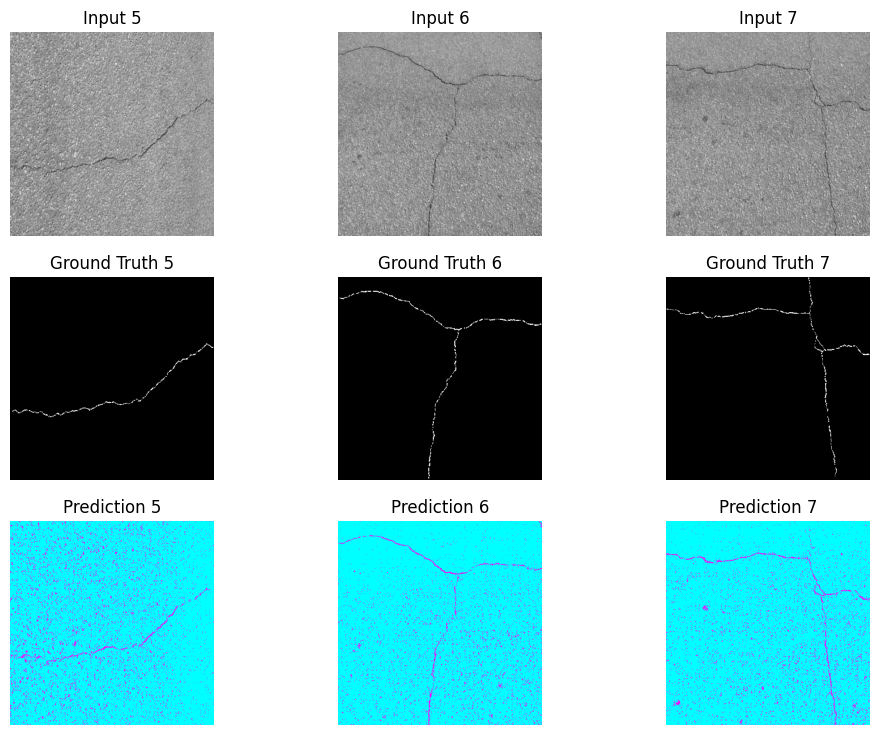 Input 5
Input 6
Input 7
Ground Truth 5
Ground Truth 6
Ground Truth 7
Prediction 5
Prediction 6
Prediction 7